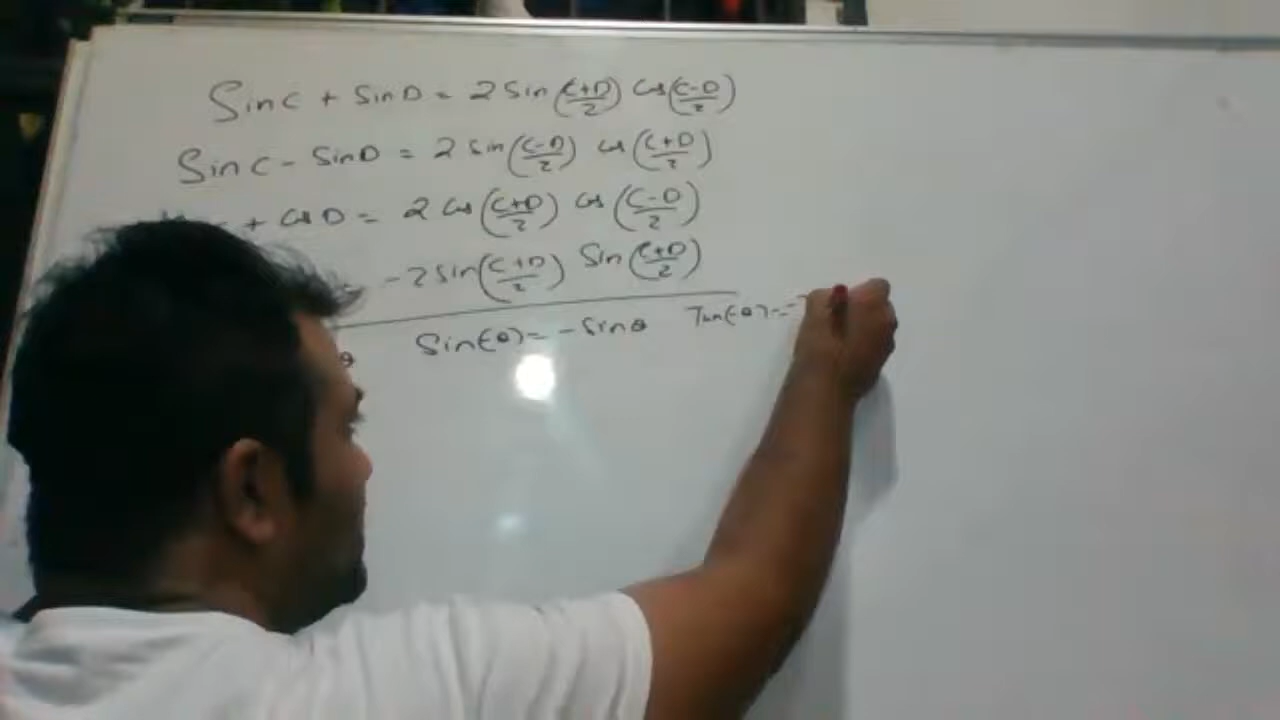 Sin C + Sin D = 2 Sin (C+D/2) Cos (C-D/2)
Sin C - Sin D = 2 sin (C-D/2) cos (C+D/2)
+ cos D = 2 cos (C+D/2) cos (C-D/2)
-2 sin (C+D/2) Sin (C+D/2)
θ Sin(-θ) = -Sinθ Tan(-θ) = -T